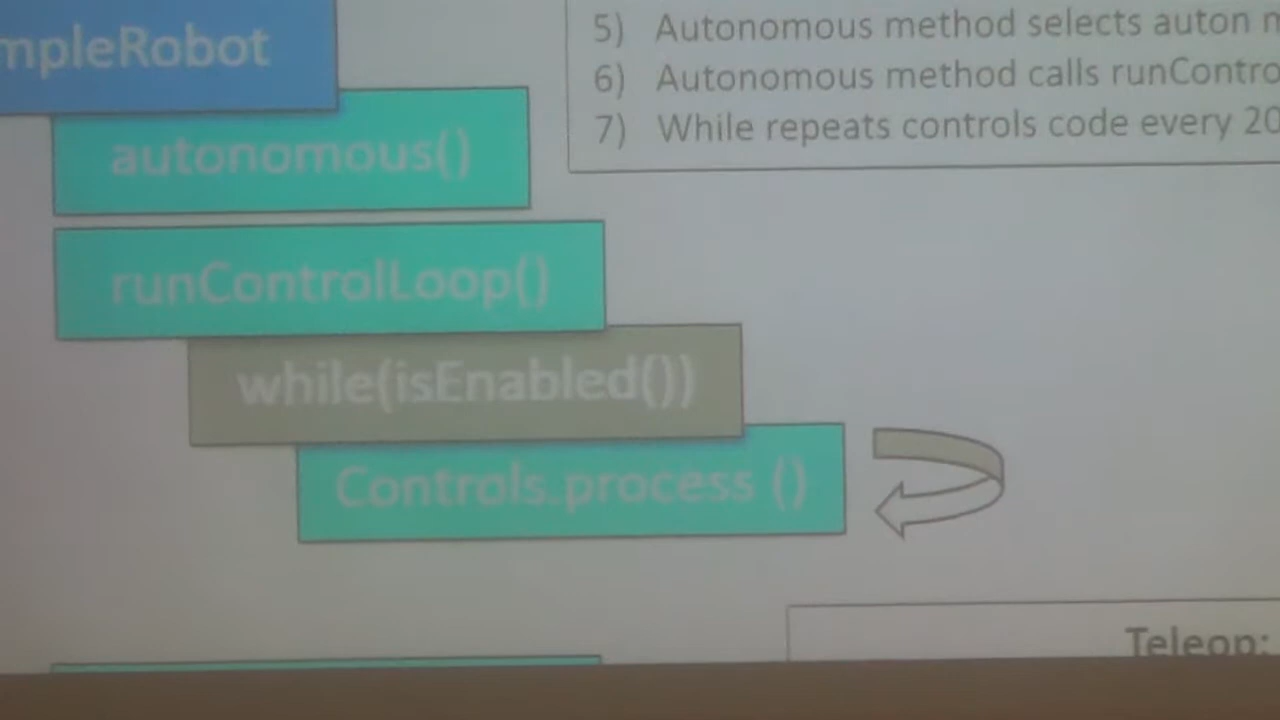 mpleRobot
autonomous()
runControlLoop()
while(isEnabled())
Controls.process ()
5) Autonomous method selects auton
6) Autonomous method calls runContro
7) While repeats controls code every 20
Teleop: